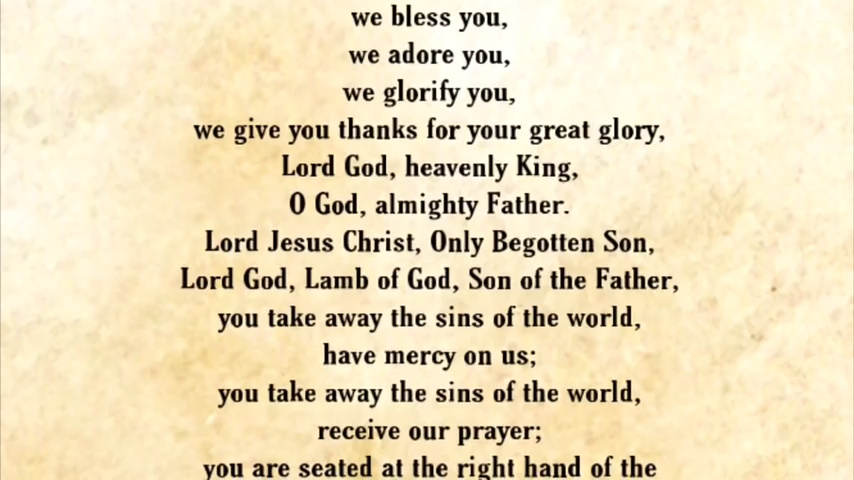 we bless you,
we adore you,
we glorify you,
we give you thanks for your great glory,
Lord God, heavenly King,
O God, almighty Father.
Lord Jesus Christ, Only Begotten Son,
Lord God, Lamb of God, Son of the Father,
you take away the sins of the world,
have mercy on us;
you take away the sins of the world,
receive our prayer;
you are seated at the right hand of the